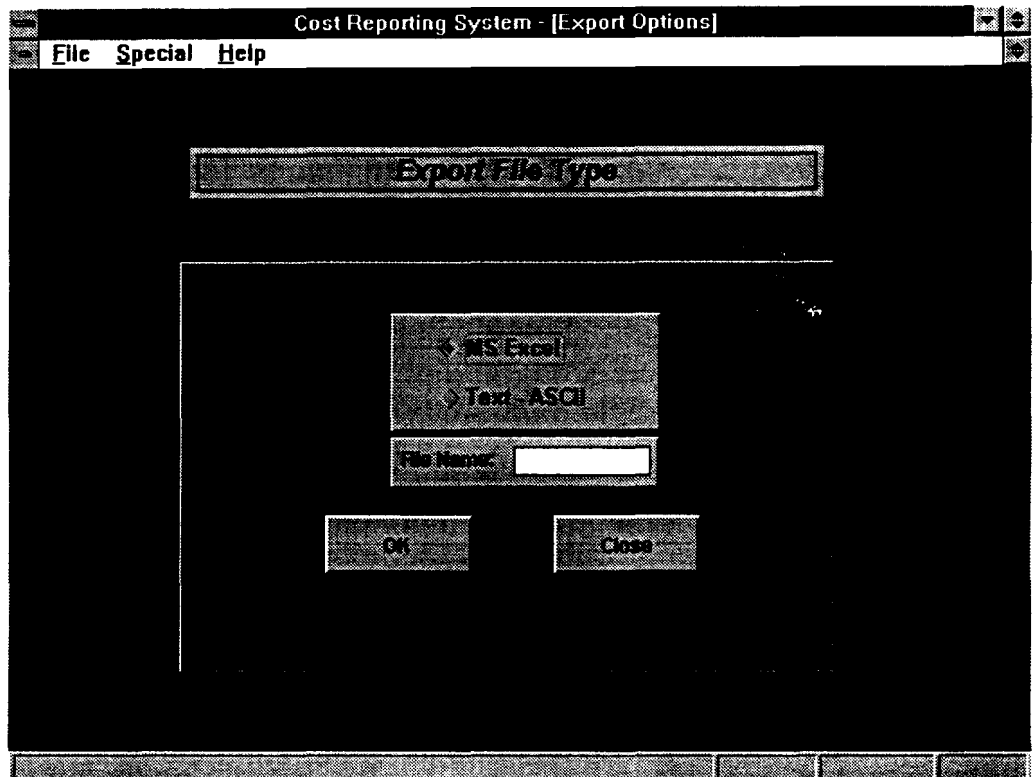 Cost Reporting System - [Export Options]
File Special Help
Export File Type
MS Excel
Text - ASCII
File Name:
OK Close